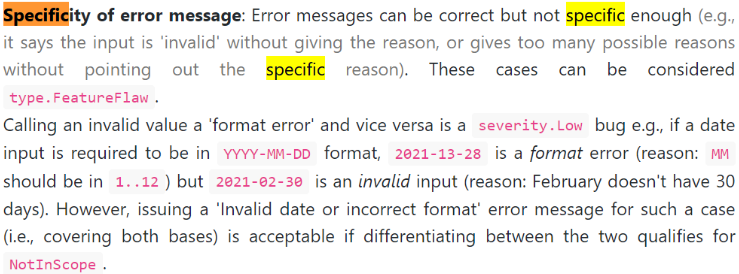 Specificity of error message: Error messages can be correct but not specific enough (e.g.,
it says the input is 'invalid' without giving the reason, or gives too many possible reasons
without pointing out the specific reason). These cases can be considered
type.FeatureFlaw.
Calling an invalid value a 'format error' and vice versa is a severity.Low bug e.g., if a date
input is required to be in YYYY-MM-DD format, 2021-13-28 is a format error (reason: MM
should be in 1..12) but 2021-02-30 is an invalid input (reason: February doesn't have 30
days). However, issuing a 'Invalid date or incorrect format' error message for such a case
(i.e., covering both bases) is acceptable if differentiating between the two qualifies for
NotInScope.